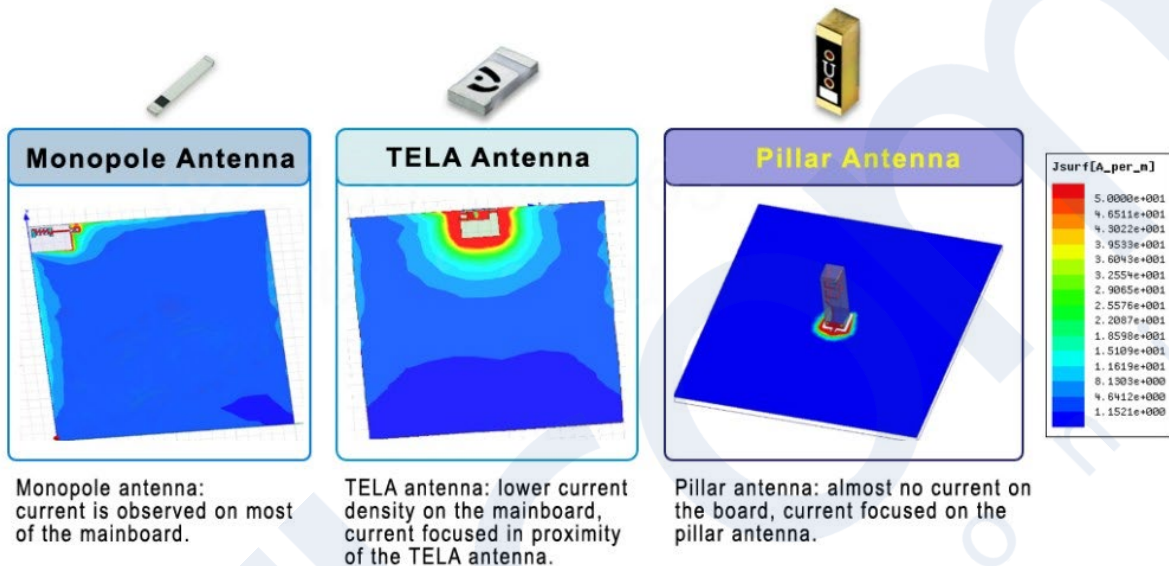 Monopole Antenna
TELA Antenna
Pillar Antenna
Jsurf[A_per_m]
5.0000e+001
4.6511e+001
4.3022e+001
3.9533e+001
3.6043e+001
3.2554e+001
2.9065e+001
2.5576e+001
2.2087e+001
1.8598e+001
1.5109e+001
1.1619e+001
8.1303e+000
4.6412e+000
1.1521e+000
Monopole antenna:
current is observed on most
of the mainboard.
TELA antenna: lower current
density on the mainboard,
current focused in proximity
of the TELA antenna.
Pillar antenna: almost no current on
the board, current focused on the
pillar antenna.